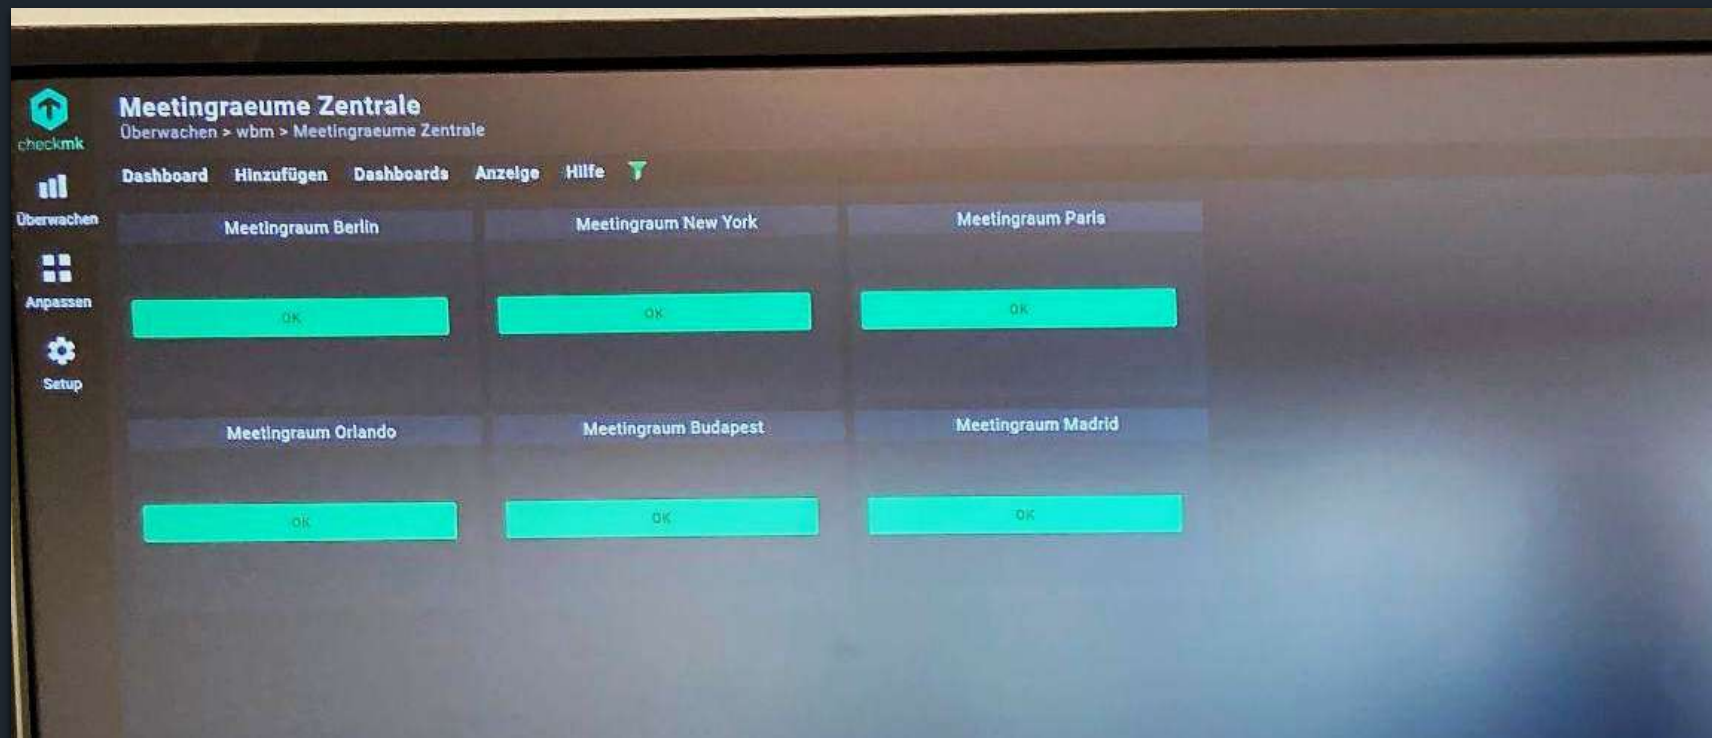 checkmk
Meetingraeume Zentrale
Überwachen > wbm > Meetingraeume Zentrale
Dashboard Hinzufügen Dashboards Anzeige Hilfe
Überwachen
Anpassen
Setup
Meetingraum Berlin Meetingraum New York Meetingraum Paris
OK OK OK
Meetingraum Orlando Meetingraum Budapest Meetingraum Madrid
OK OK OK